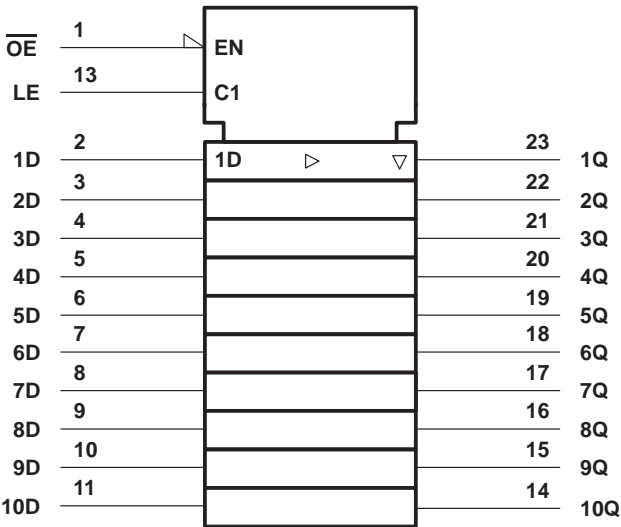 OE 1 EN
LE 13 C1
1D 2 1D 23 1Q
2D 3 22 2Q
3D 4 21 3Q
4D 5 20 4Q
5D 6 19 5Q
6D 7 18 6Q
7D 8 17 7Q
8D 9 16 8Q
9D 10 15 9Q
10D 11 14 10Q